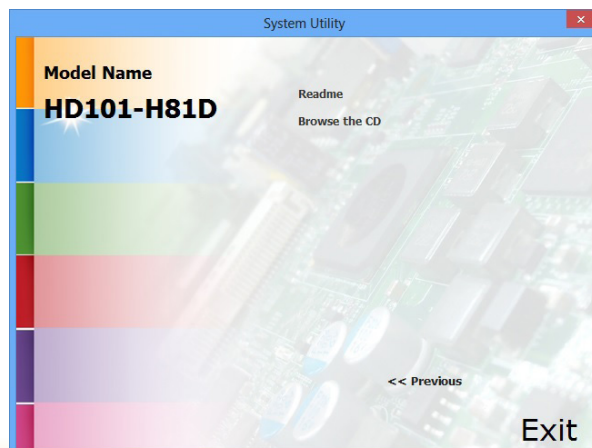 System Utility
Model Name
HD101-H81D
Readme
Browse the CD
<< Previous
Exit